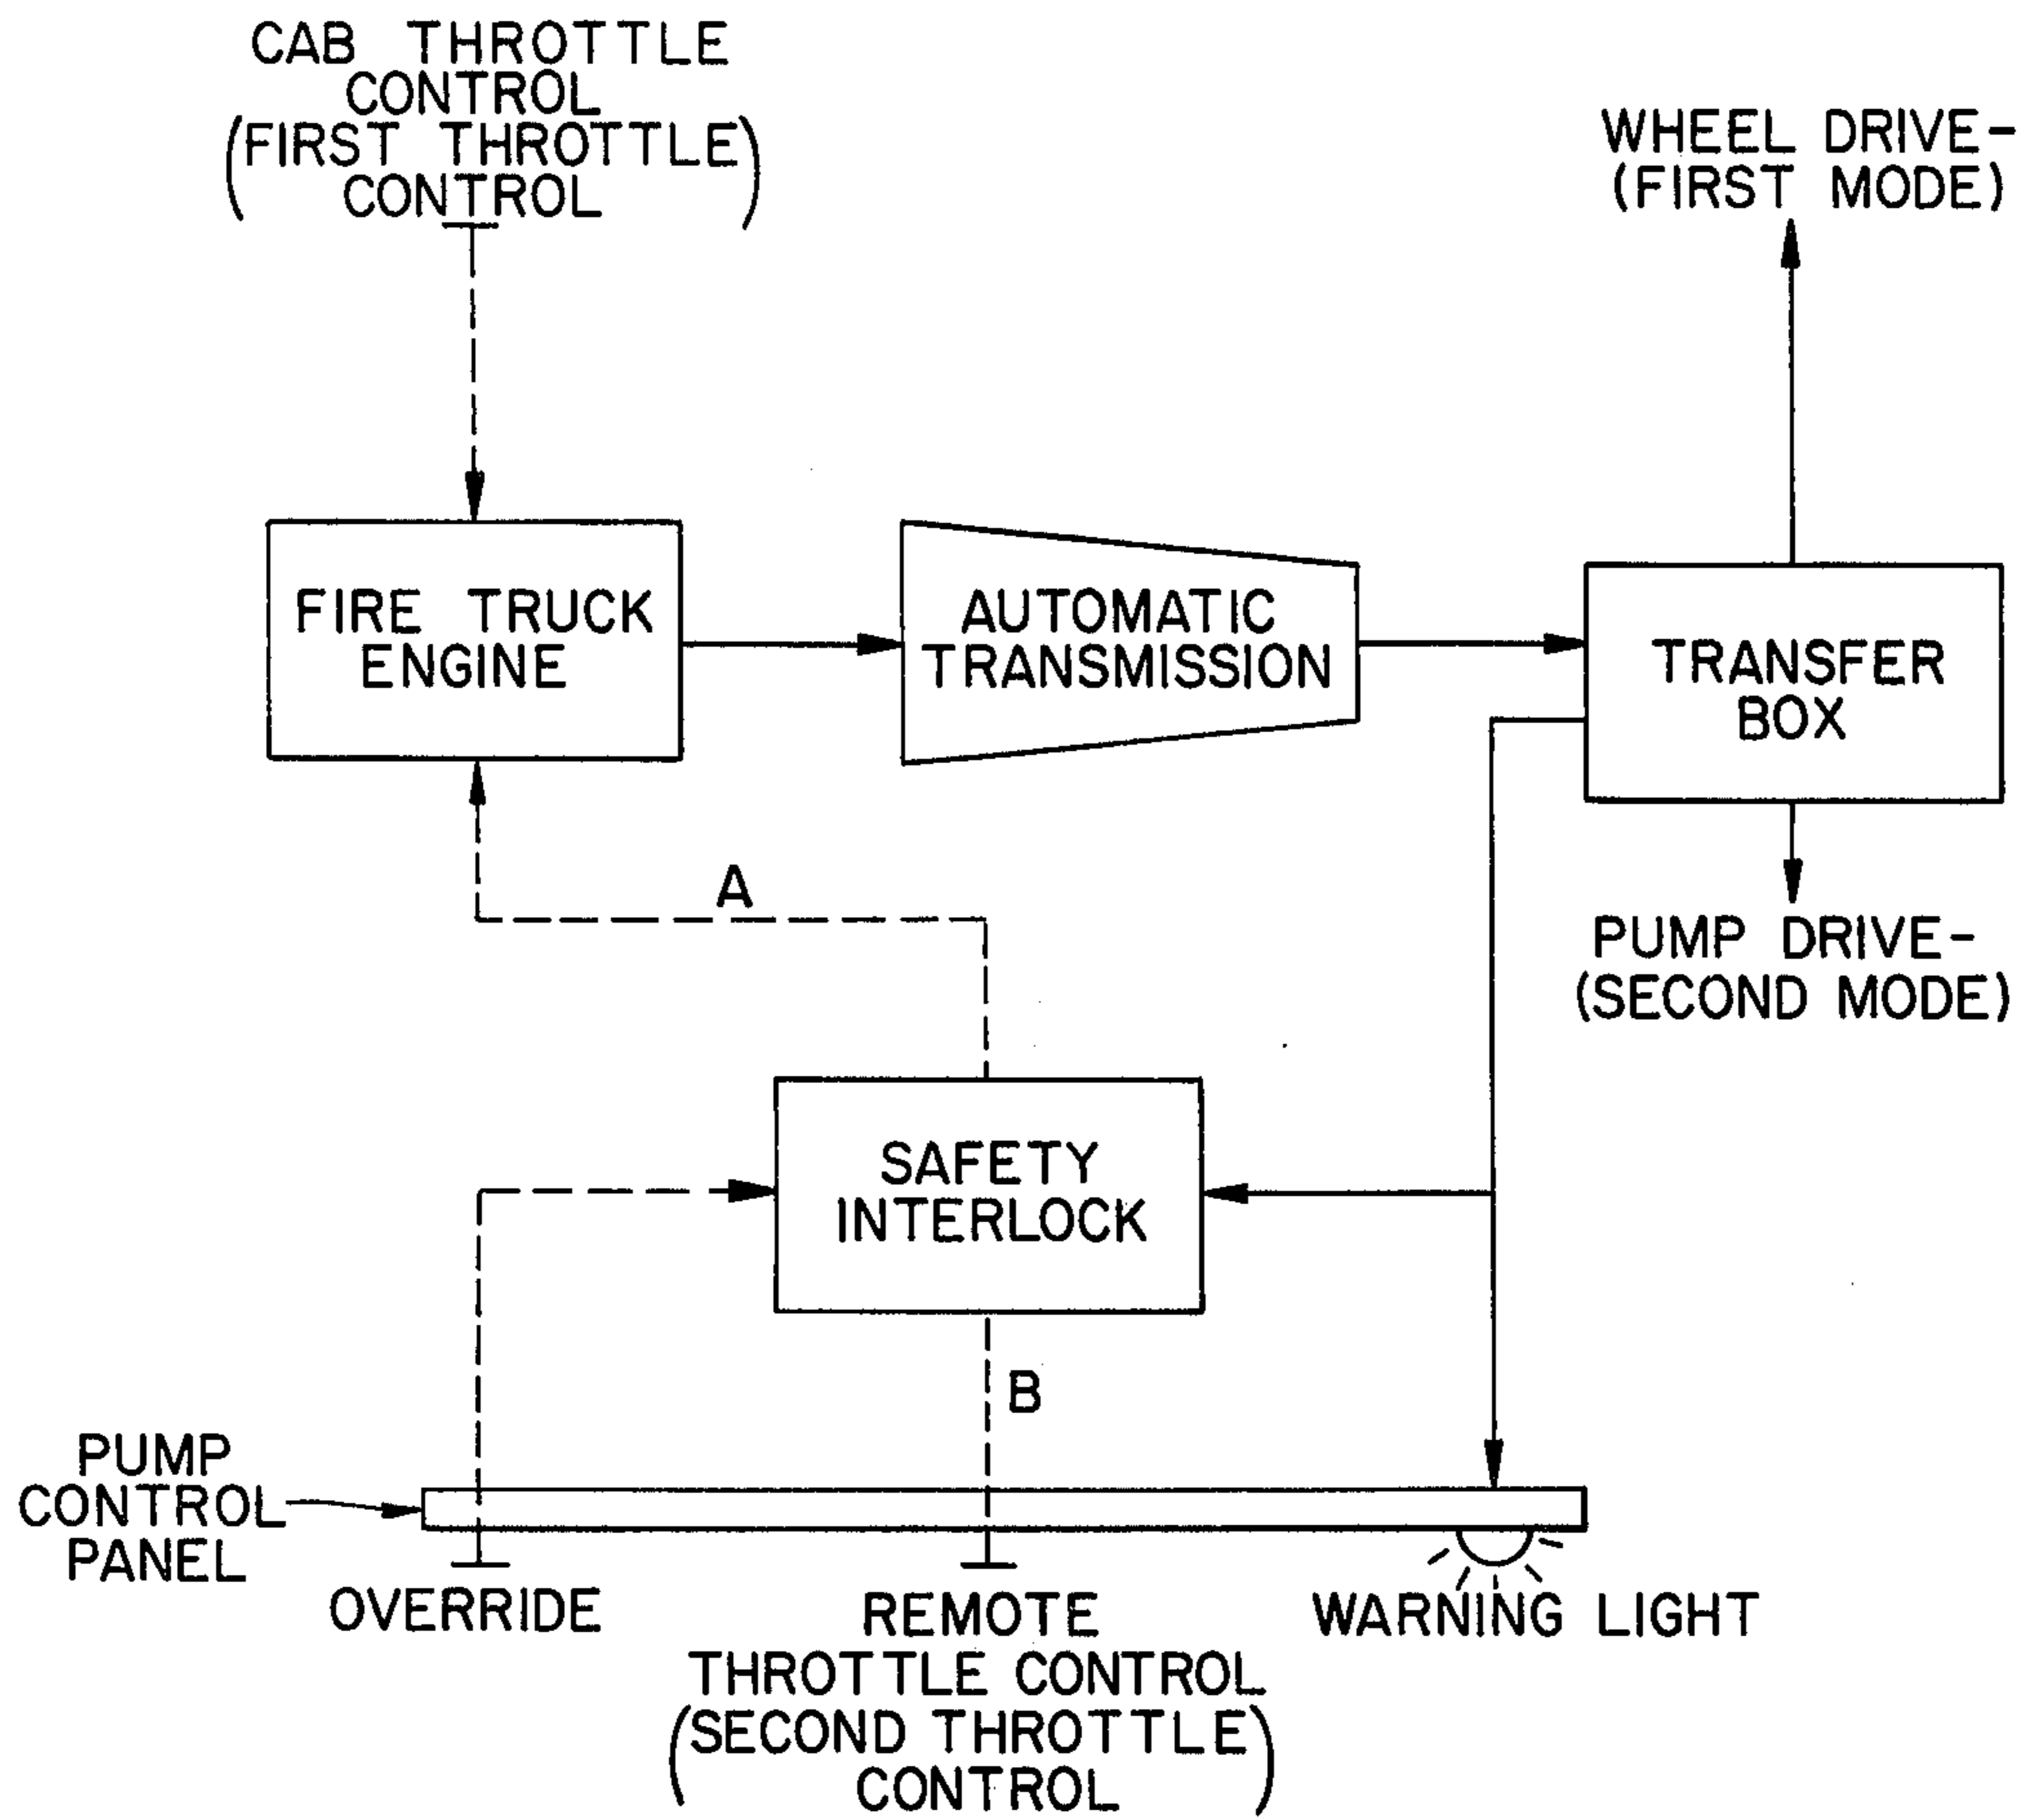 CAB THROTTLE
CONTROL
(FIRST THROTTLE
CONTROL)
WHEEL DRIVE-
(FIRST MODE)
FIRE TRUCK
ENGINE
AUTOMATIC
TRANSMISSION
TRANSFER
BOX
A
PUMP DRIVE-
(SECOND MODE)
SAFETY
INTERLOCK
B
PUMP
CONTROL
PANEL
OVERRIDE
REMOTE
THROTTLE CONTROL
(SECOND THROTTLE
CONTROL)
WARNING LIGHT